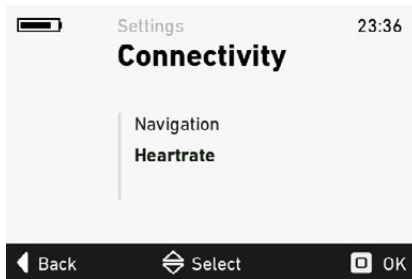 Settings
23:36
Connectivity
Navigation
Heartrate
Back
Select
OK